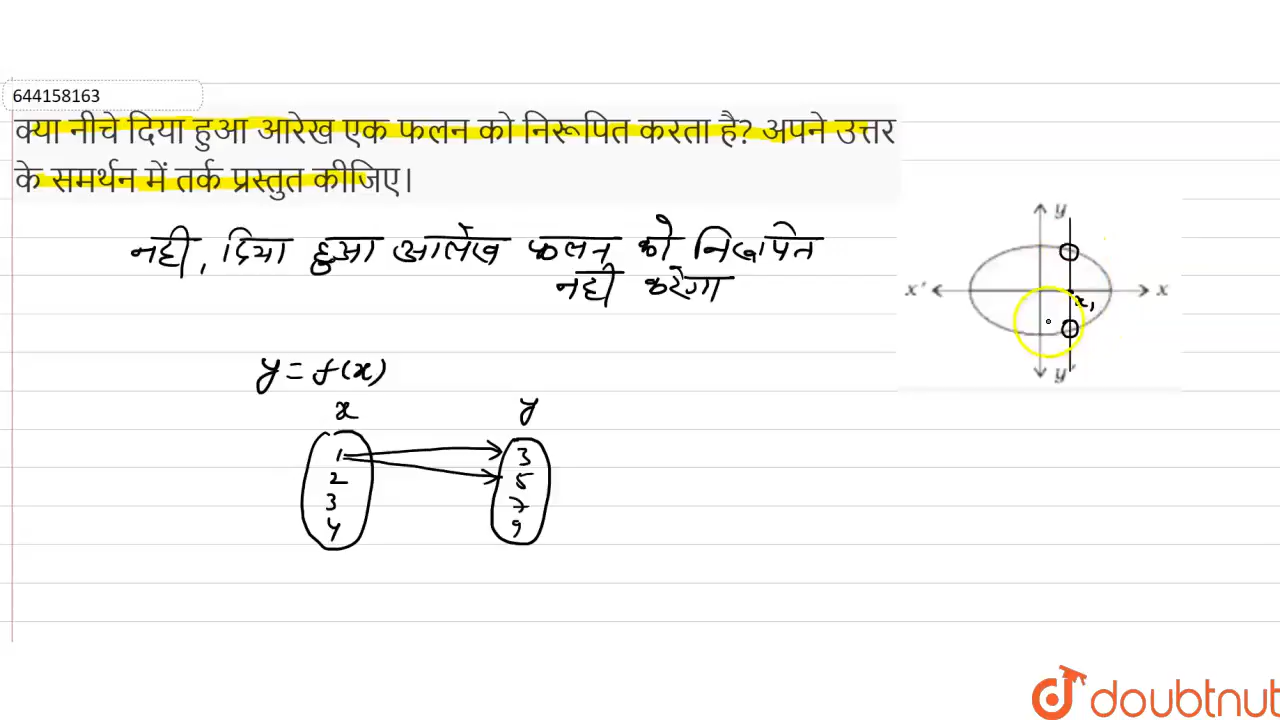 644158163
क्या नीचे दिया हुआ आरेख एक फलन को निरूपित करता है? अपने उत्तर
के समर्थन में तर्क प्रस्तुत कीजिए।
नही, दिया हुआ आलेख फलन को निरूपित
नही करेगा
y
x' x
x₁
y'
y = f(x)
x y
1 3
2 5
3 7
4 9
doubtnut